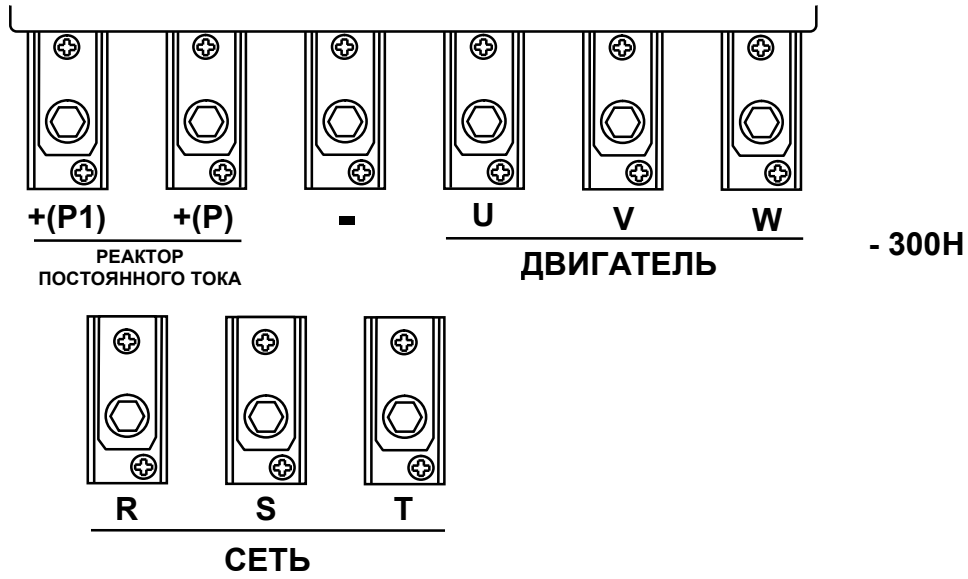 +(P1) +(P) - U V W
РЕАКТОР
ПОСТОЯННОГО ТОКА
ДВИГАТЕЛЬ
- 300H
R S T
СЕТЬ